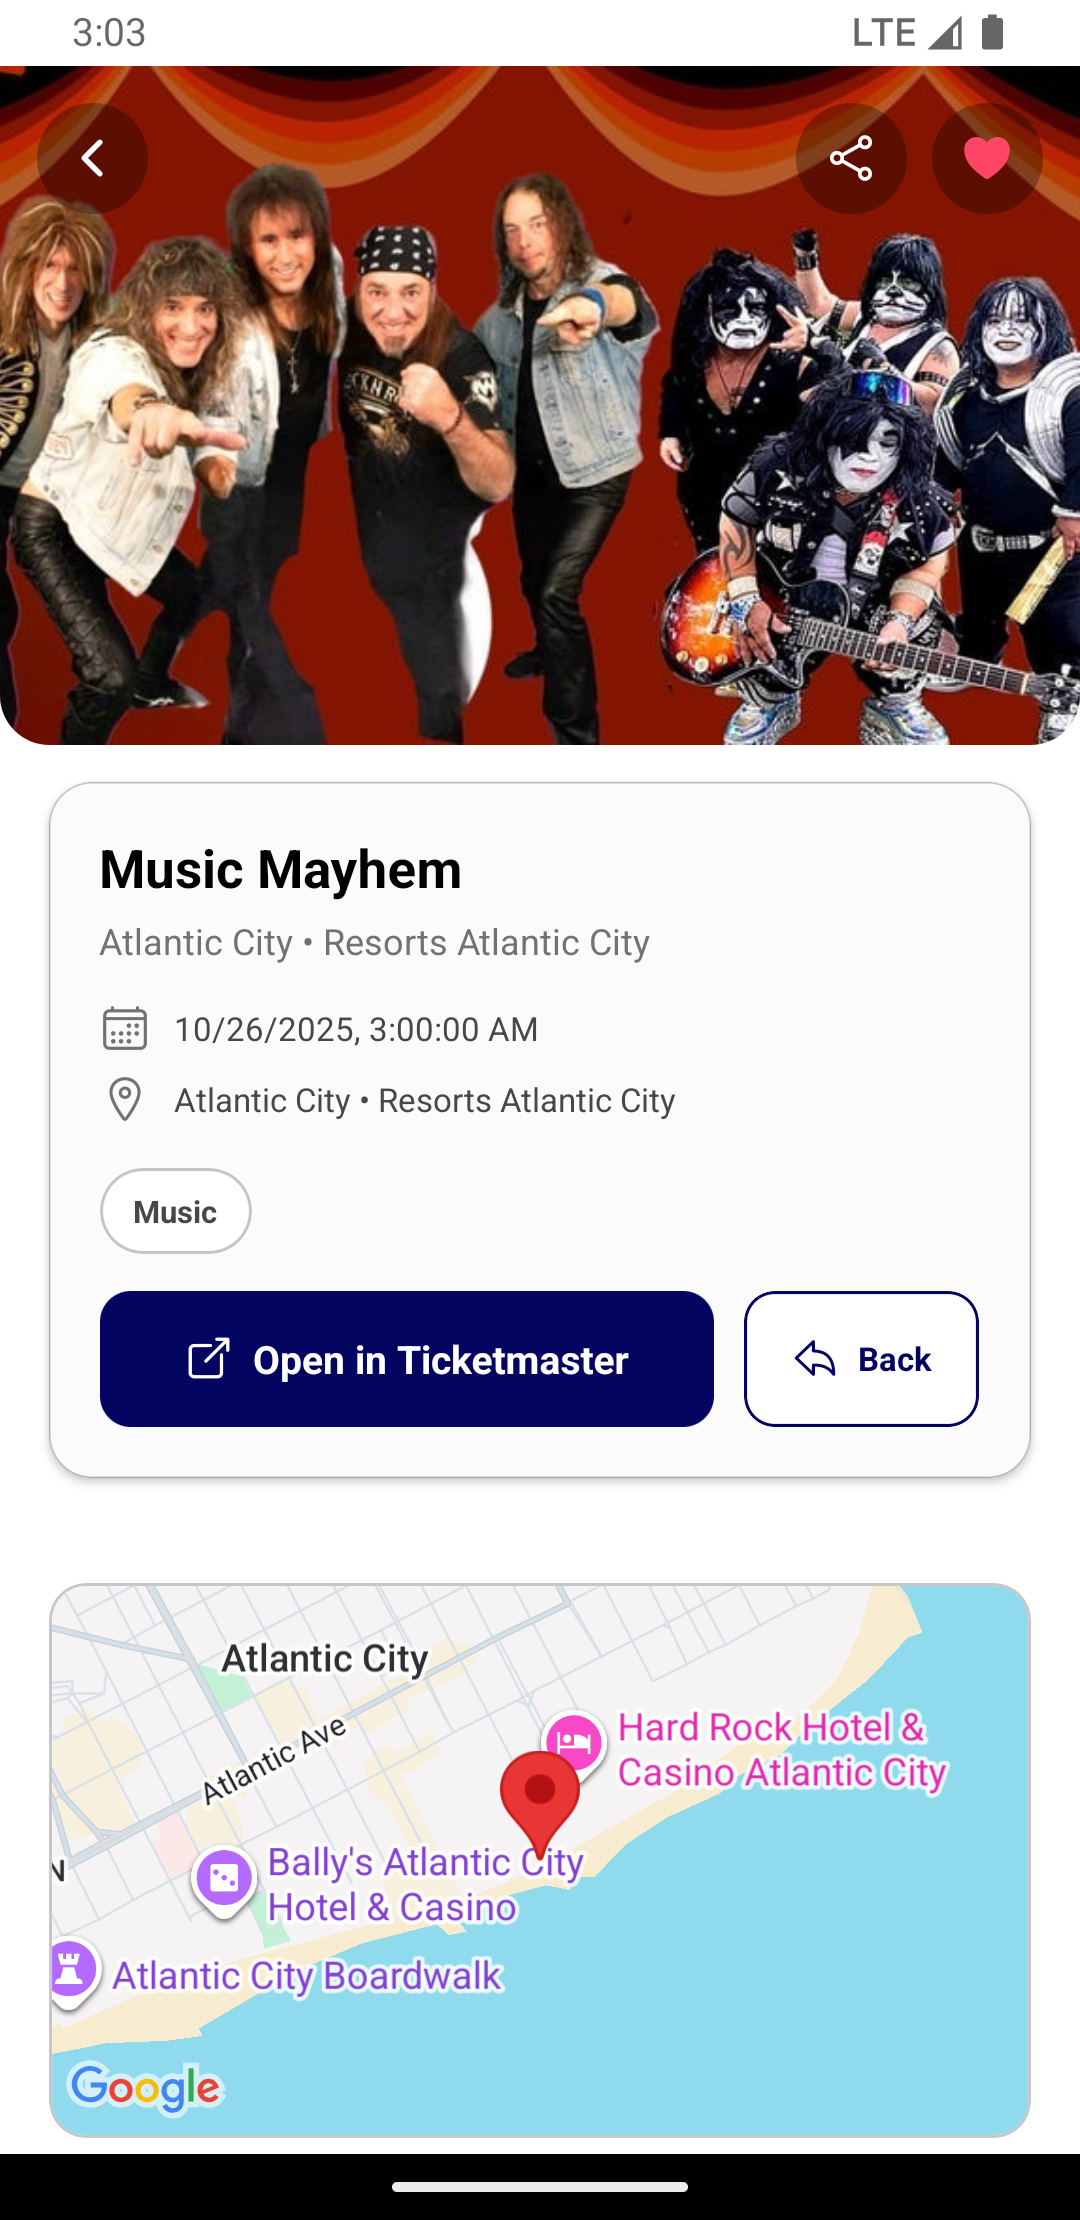 3:03
LTE
Music Mayhem
Atlantic City • Resorts Atlantic City
10/26/2025, 3:00:00 AM
Atlantic City • Resorts Atlantic City
Music
Open in Ticketmaster
Back
Atlantic City
Atlantic Ave
Hard Rock Hotel &
Casino Atlantic City
N
Bally's Atlantic City
Hotel & Casino
Atlantic City Boardwalk
Google